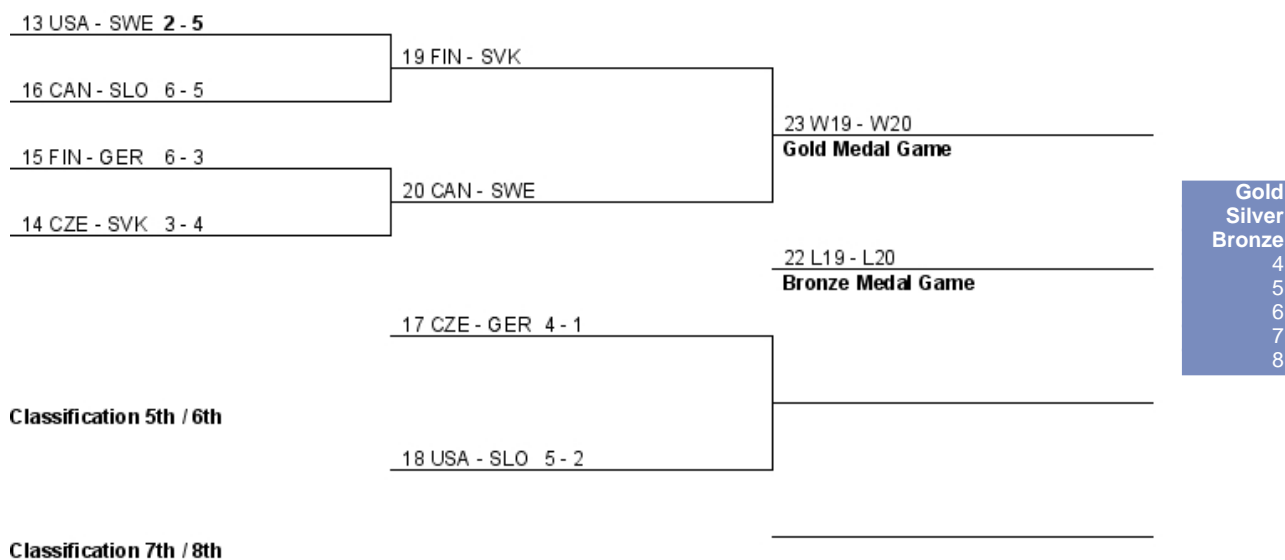 13 USA - SWE 2 - 5
19 FIN - SVK
16 CAN - SLO 6 - 5
23 W19 - W20
Gold Medal Game
15 FIN - GER 6 - 3
20 CAN - SWE
14 CZE - SVK 3 - 4
22 L19 - L20
Bronze Medal Game
17 CZE - GER 4 - 1
Classification 5th / 6th
18 USA - SLO 5 - 2
Classification 7th / 8th
Gold
Silver
Bronze
4
5
6
7
8